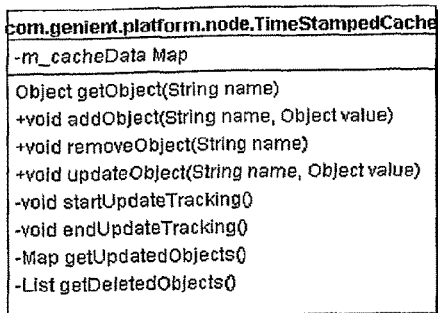 com.genient.platform.node.TimeStampedCache
-m_cacheData Map
Object getObject(String name)
+void addObject(String name, Object value)
+void removeObject(String name)
+void updateObject(String name, Object value)
-void startUpdateTracking()
-void endUpdateTracking()
-Map getUpdatedObjects()
-List getDeletedObjects()